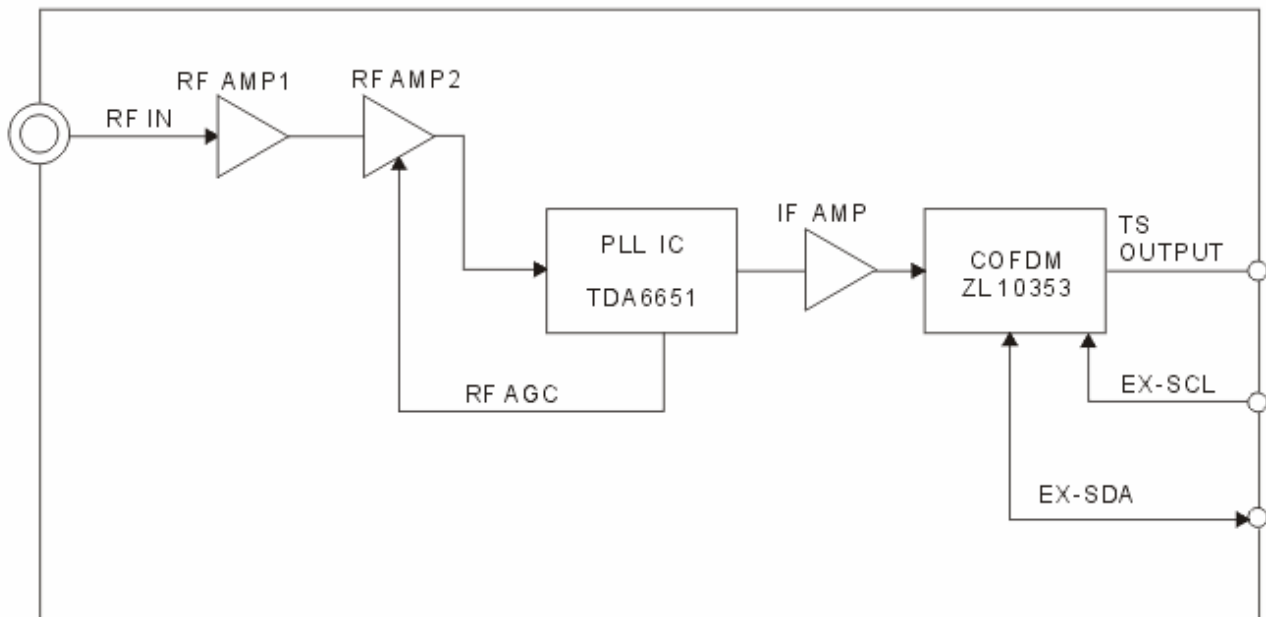 RF AMP1
RF AMP2
RF IN
IF AMP
PLL IC
TDA6651
COFDM
ZL10353
TS
OUTPUT
RF AGC
EX-SCL
EX-SDA